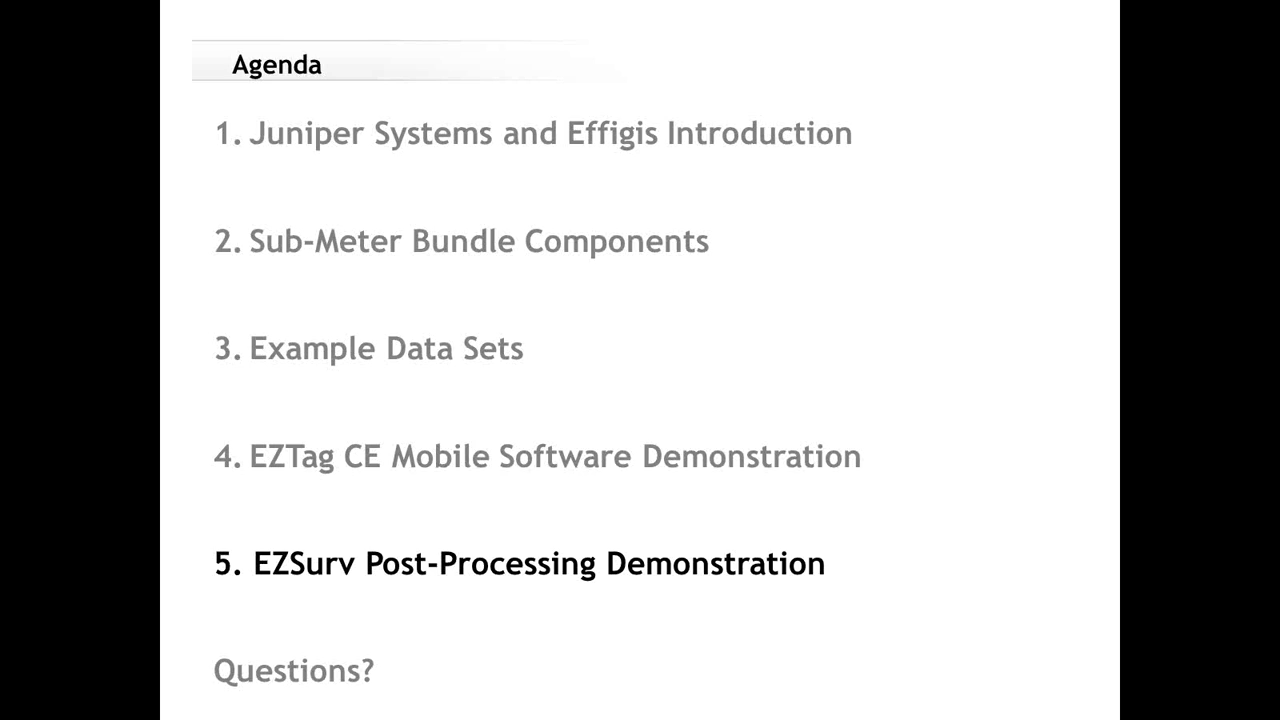 Agenda
1. Juniper Systems and Effigis Introduction
2. Sub-Meter Bundle Components
3. Example Data Sets
4. EZTag CE Mobile Software Demonstration
5. EZSurv Post-Processing Demonstration
Questions?